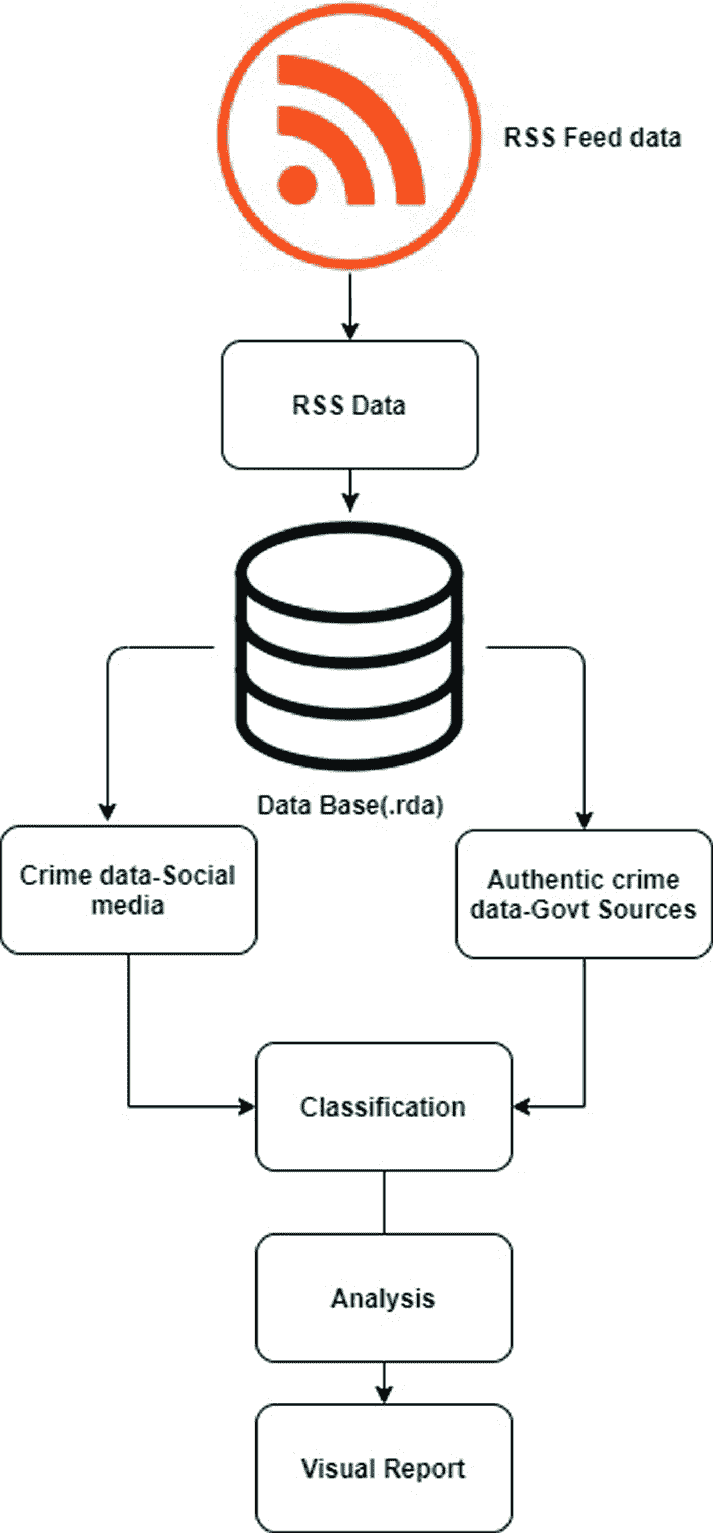 RSS Feed data
RSS Data
Data Base(.rda)
Crime data-Social
media
Authentic crime
data-Govt Sources
Classification
Analysis
Visual Report